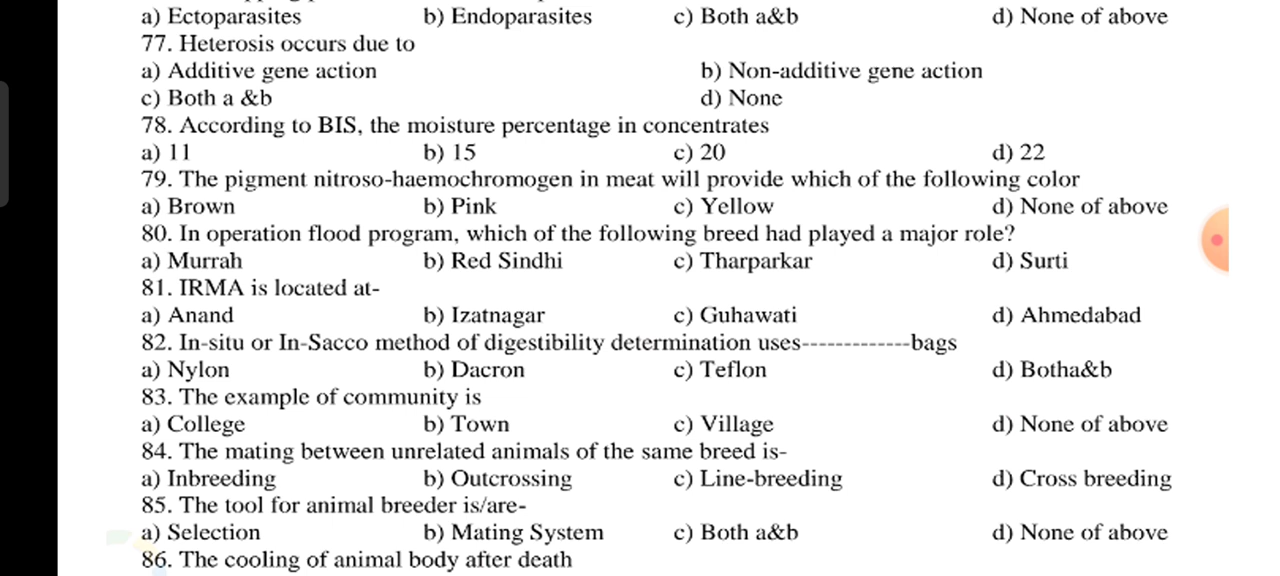 a) Ectoparasites b) Endoparasites c) Both a&b d) None of above
77. Heterosis occurs due to
a) Additive gene action b) Non-additive gene action
c) Both a &b d) None
78. According to BIS, the moisture percentage in concentrates
a) 11 b) 15 c) 20 d) 22
79. The pigment nitroso-haemochromogen in meat will provide which of the following color
a) Brown b) Pink c) Yellow d) None of above
80. In operation flood program, which of the following breed had played a major role?
a) Murrah b) Red Sindhi c) Tharparkar d) Surti
81. IRMA is located at-
a) Anand b) Izatnagar c) Guhawati d) Ahmedabad
82. In-situ or In-Sacco method of digestibility determination uses-------------bags
a) Nylon b) Dacron c) Teflon d) Botha&b
83. The example of community is
a) College b) Town c) Village d) None of above
84. The mating between unrelated animals of the same breed is-
a) Inbreeding b) Outcrossing c) Line-breeding d) Cross breeding
85. The tool for animal breeder is/are-
a) Selection b) Mating System c) Both a&b d) None of above
86. The cooling of animal body after death